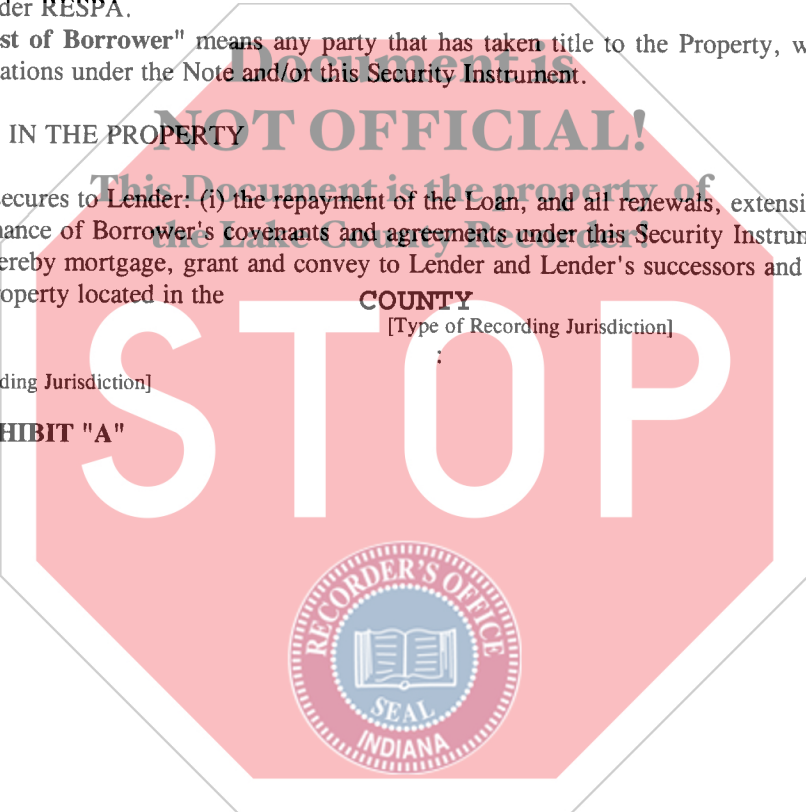 der RESPA.
st of Borrower" means any party that has taken title to the Property, w
ations under the Note and/or this Security Instrument.
Document is
NOT OFFICIAL!
IN THE PROPERTY
This Document is the property of
the Lake County Recorder!
ecures to Lender: (i) the repayment of the Loan, and all renewals, extensi
nance of Borrower's covenants and agreements under this Security Instrum
ereby mortgage, grant and convey to Lender and Lender's successors and
operty located in the COUNTY
[Type of Recording Jurisdiction]
:
ding Jurisdiction]
HIBIT "A"
STOP
RECORDER'S OFFICE
SEAL
INDIANA